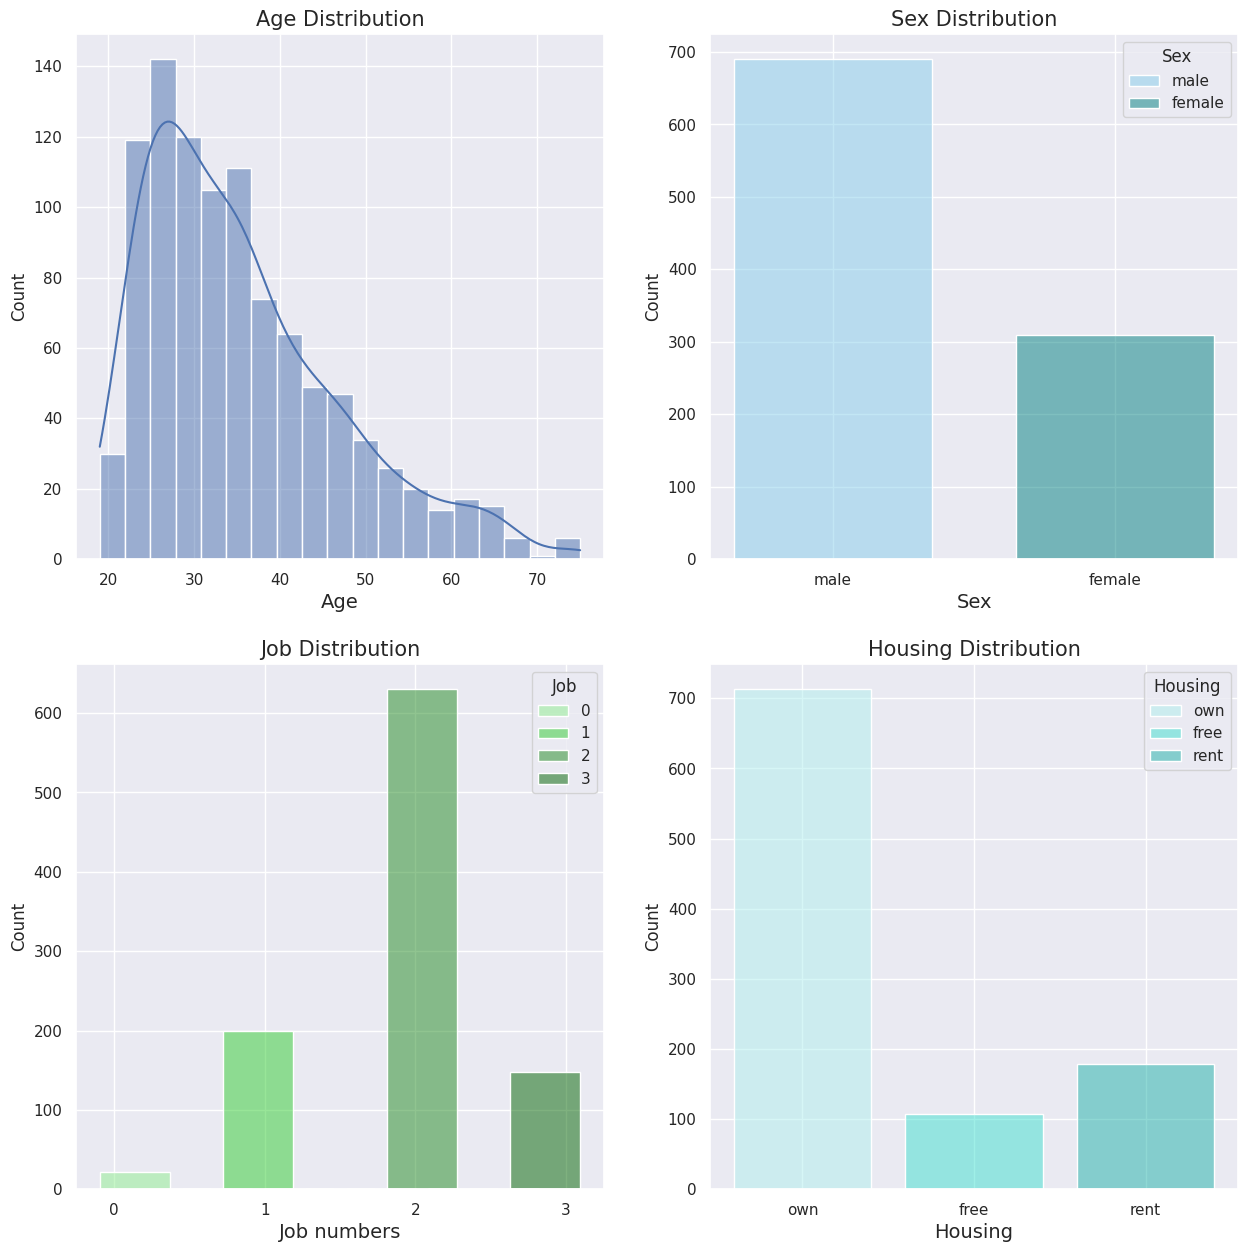 Age Distribution
Count
140
120
100
80
60
40
20
0
20 30 40 50 60 70
Age
Sex Distribution
Count
700
600
500
400
300
200
100
0
Sex
male
female
male female
Sex
Job Distribution
Count
600
500
400
300
200
100
0
Job
0
1
2
3
0 1 2 3
Job numbers
Housing Distribution
Count
700
600
500
400
300
200
100
0
Housing
own
free
rent
own free rent
Housing